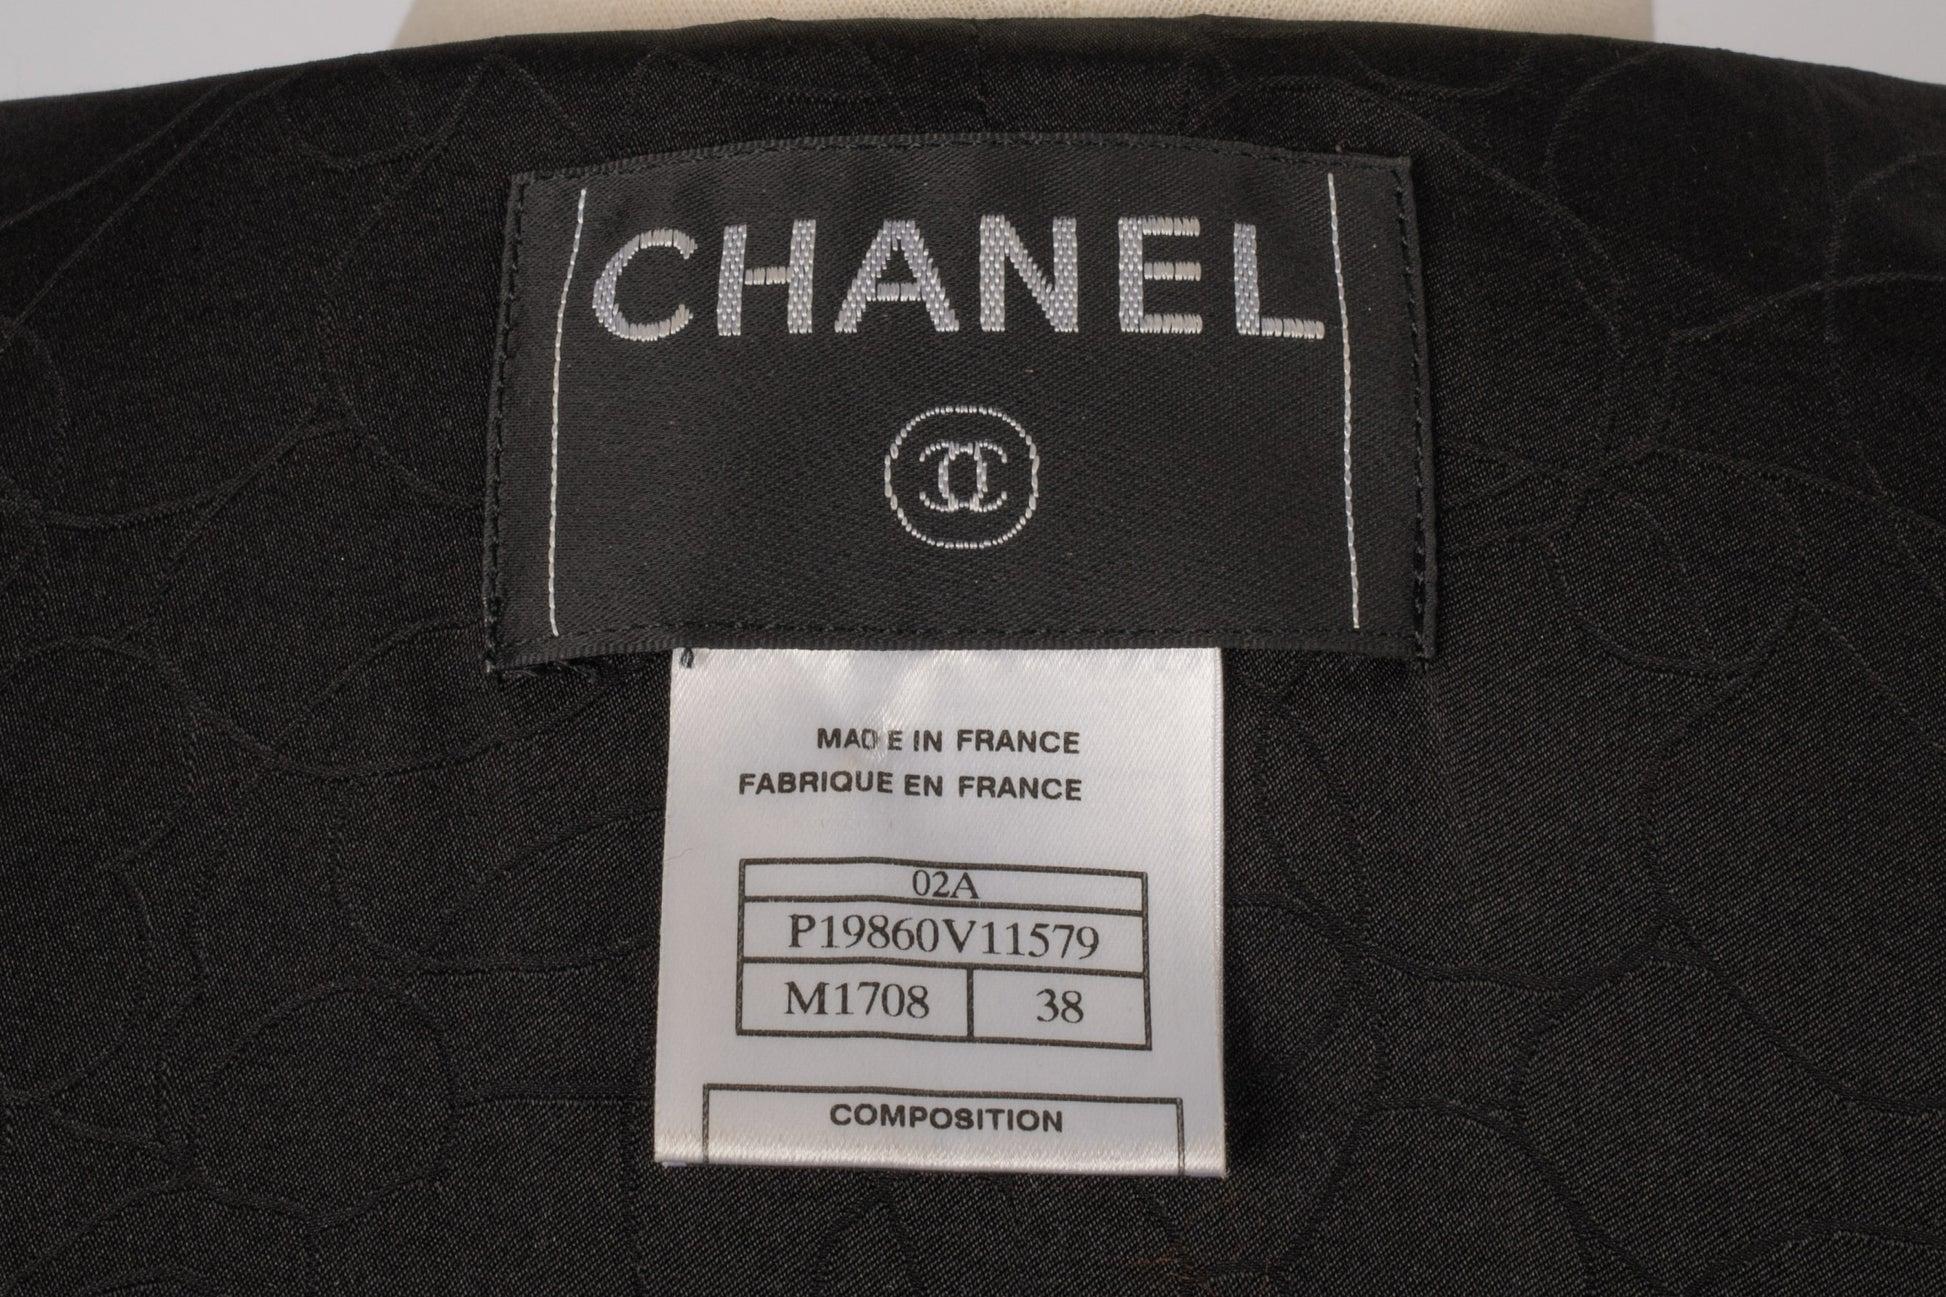 CHANEL
MADE IN FRANCE
FABRIQUE EN FRANCE
02A
P19860V11579
M1708 38
COMPOSITION